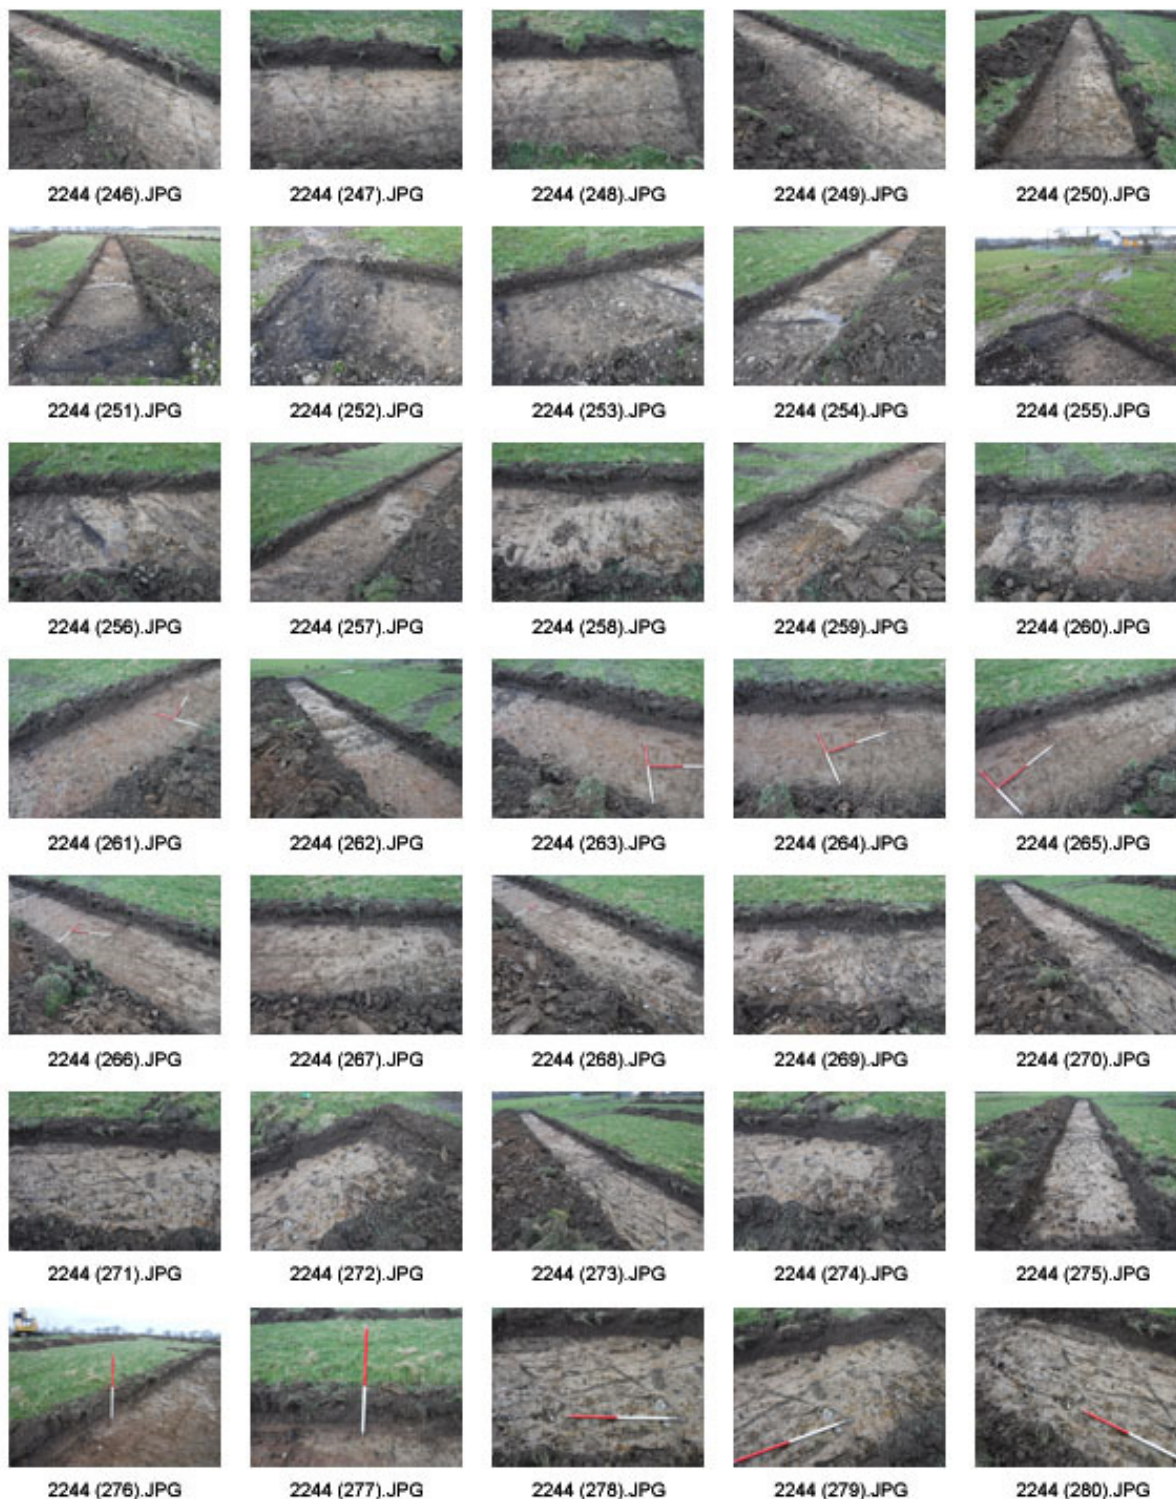 2244 (246).JPG 2244 (247).JPG 2244 (248).JPG 2244 (249).JPG 2244 (250).JPG
2244 (251).JPG 2244 (252).JPG 2244 (253).JPG 2244 (254).JPG 2244 (255).JPG
2244 (256).JPG 2244 (257).JPG 2244 (258).JPG 2244 (259).JPG 2244 (260).JPG
2244 (261).JPG 2244 (262).JPG 2244 (263).JPG 2244 (264).JPG 2244 (265).JPG
2244 (266).JPG 2244 (267).JPG 2244 (268).JPG 2244 (269).JPG 2244 (270).JPG
2244 (271).JPG 2244 (272).JPG 2244 (273).JPG 2244 (274).JPG 2244 (275).JPG
2244 (276).JPG 2244 (277).JPG 2244 (278).JPG 2244 (279).JPG 2244 (280).JPG